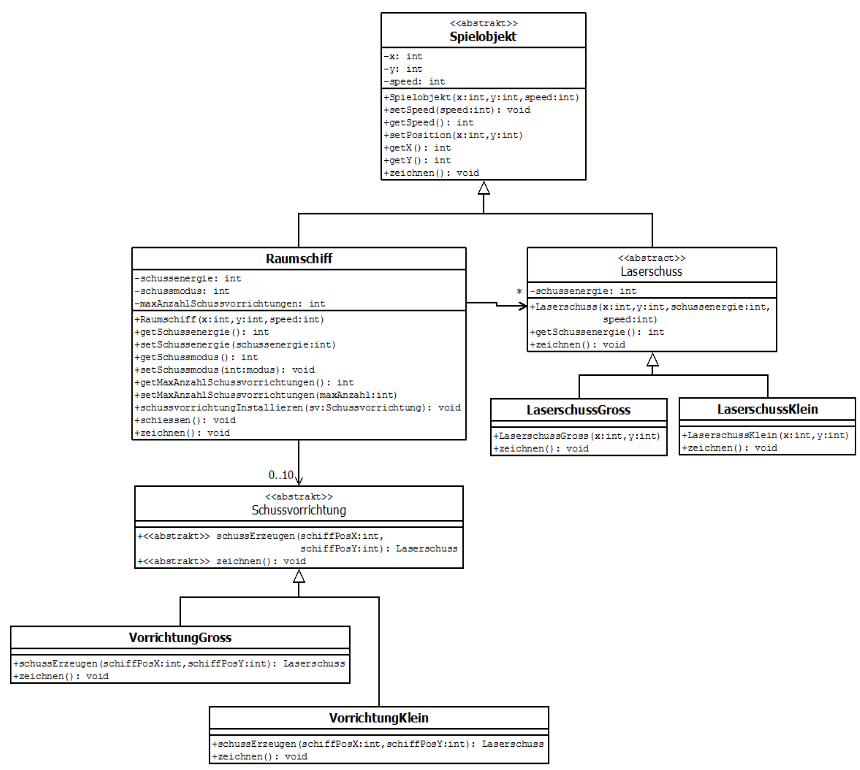 <<abstrakt>>
Spielobjekt
-x: int
-y: int
-speed: int
+Spielobjekt(x:int,y:int,speed:int)
+setSpeed(speed:int): void
+getSpeed(): int
+setPosition(x:int,y:int)
+getX(): int
+getY(): int
+zeichnen(): void
Raumschiff
-schussenergie: int
-schussmodus: int
-maxAnzahlSchussvorrichtungen: int
+Raumschiff(x:int,y:int,speed:int)
+getSchussenergie(): int
+setSchussenergie(schussenergie:int)
+getSchussmodus(): int
+setSchussmodus(int:modus): void
+getMaxAnzahlSchussvorrichtungen(): int
+setMaxAnzahlSchussvorrichtungen(maxAnzahl:int)
+schussvorrichtungInstallieren(sv:Schussvorrichtung): void
+schiessen(): void
+zeichnen(): void
*
<<abstract>>
Laserschuss
-schussenergie: int
+Laserschuss(x:int,y:int,schussenergie:int,
speed:int)
+getSchussenergie(): int
+zeichnen(): void
LaserschussGross
+LaserschussGross(x:int,y:int)
+zeichnen(): void
LaserschussKlein
+LaserschussKlein(x:int,y:int)
+zeichnen(): void
0..10
<<abstrakt>>
Schussvorrichtung
+<<abstrakt>> schussErzeugen(schiffPosX:int,
schiffPosY:int): Laserschuss
+<<abstrakt>> zeichnen(): void
VorrichtungGross
+schussErzeugen(schiffPosX:int,schiffPosY:int): Laserschuss
+zeichnen(): void
VorrichtungKlein
+schussErzeugen(schiffPosX:int,schiffPosY:int): Laserschuss
+zeichnen(): void